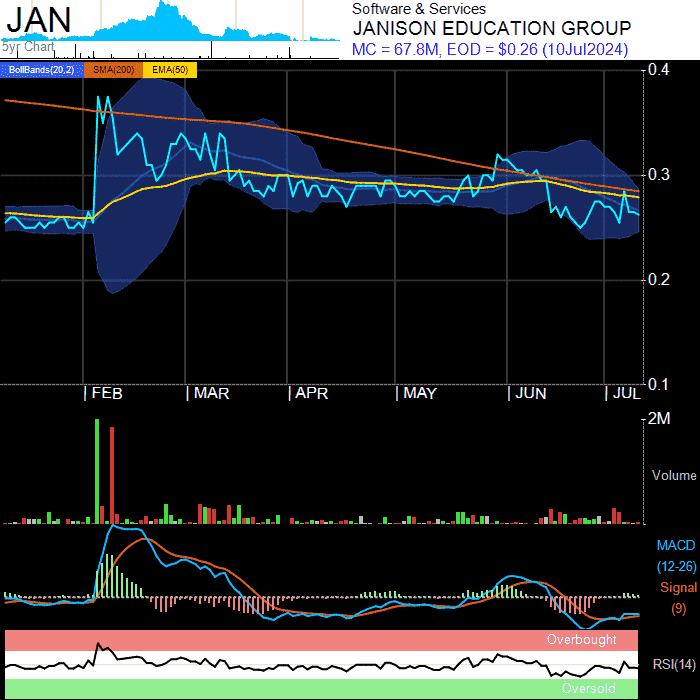 JAN
5yr Chart
Software & Services
JANISON EDUCATION GROUP
MC = 67.8M, EOD = $0.26 (10Jul2024)
BollBands(20,2) SMA(200) EMA(50)
0.4
0.3
0.2
0.1
FEB MAR APR MAY JUN JUL
2M
Volume
MACD
(12-26)
Signal
(9)
Overbought
RSI(14)
Oversold